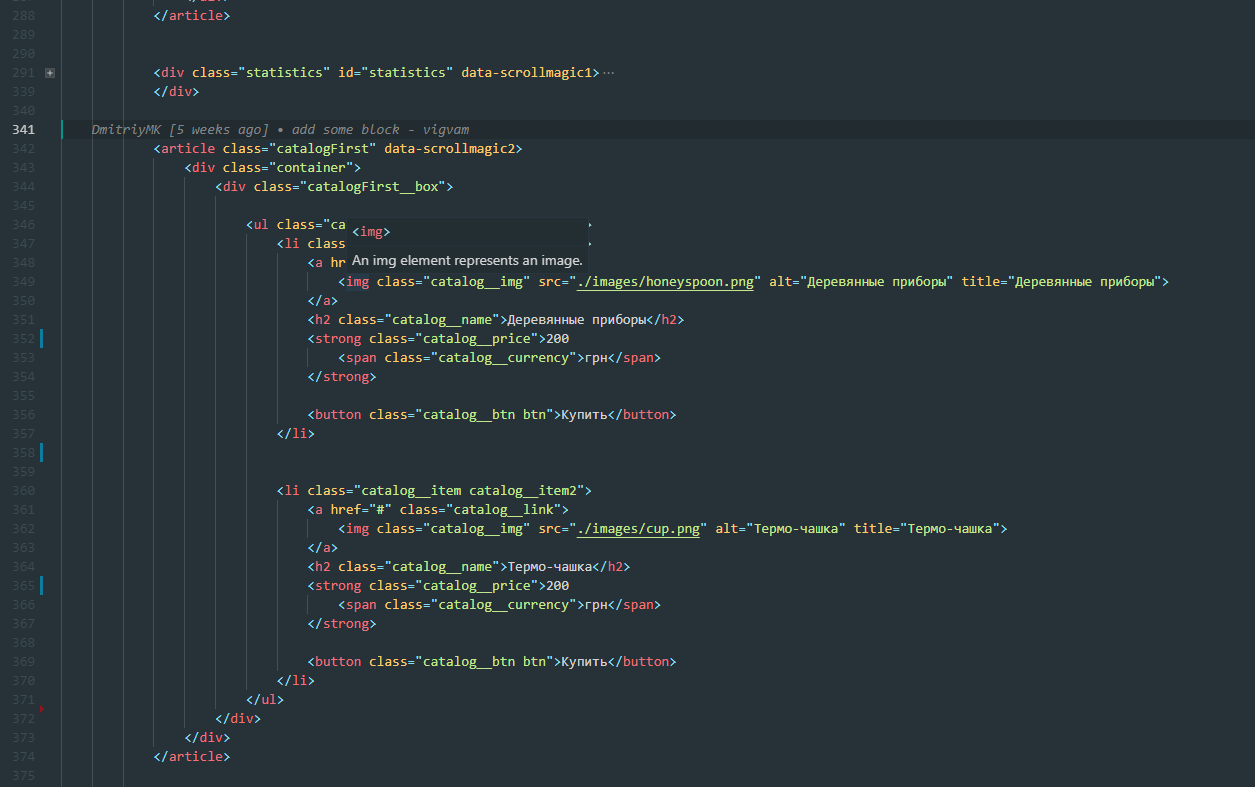 288 </article>
289
290
291 <div class="statistics" id="statistics" data-scrollmagic1>···
339 </div>
340
341 DmitriyMK [5 weeks ago] • add some block - vigvam
342 <article class="catalogFirst" data-scrollmagic2>
343 <div class="container">
344 <div class="catalogFirst__box">
345
346 <ul class="ca
<img>
347 <li class
348 <a hr
An img element represents an image.
349 <img class="catalog__img" src="./images/honeyspoon.png" alt="Деревянные приборы" title="Деревянные приборы">
350 </a>
351 <h2 class="catalog__name">Деревянные приборы</h2>
352 <strong class="catalog__price">200
353 <span class="catalog__currency">грн</span>
354 </strong>
355
356 <button class="catalog__btn btn">Купить</button>
357 </li>
358
359
360 <li class="catalog__item catalog__item2">
361 <a href="#" class="catalog__link">
362 <img class="catalog__img" src="./images/cup.png" alt="Термо-чашка" title="Термо-чашка">
363 </a>
364 <h2 class="catalog__name">Термо-чашка</h2>
365 <strong class="catalog__price">200
366 <span class="catalog__currency">грн</span>
367 </strong>
368
369 <button class="catalog__btn btn">Купить</button>
370 </li>
371 </ul>
372 </div>
373 </div>
374 </article>
375